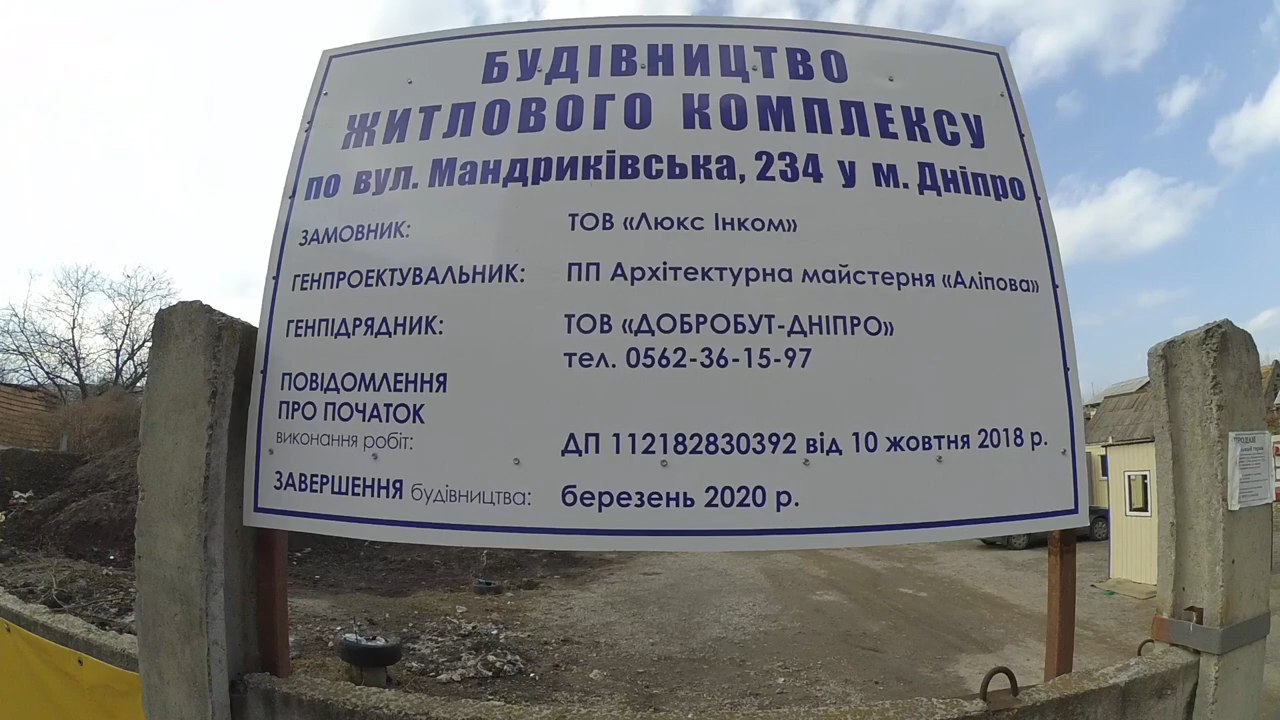 БУДІВНИЦТВО
ЖИТЛОВОГО КОМПЛЕКСУ
по вул. Мандриківська, 234 у м. Дніпро
ЗАМОВНИК: ТОВ «Люкс Інком»
ГЕНПРОЕКТУВАЛЬНИК: ПП Архітектурна майстерня «Аліпова»
ГЕНПІДРЯДНИК: ТОВ «ДОБРОБУТ-ДНІПРО»
тел. 0562-36-15-97
ПОВІДОМЛЕННЯ
ПРО ПОЧАТОК
виконання робіт: ДП 112182830392 від 10 жовтня 2018 р.
ЗАВЕРШЕННЯ будівництва: березень 2020 р.